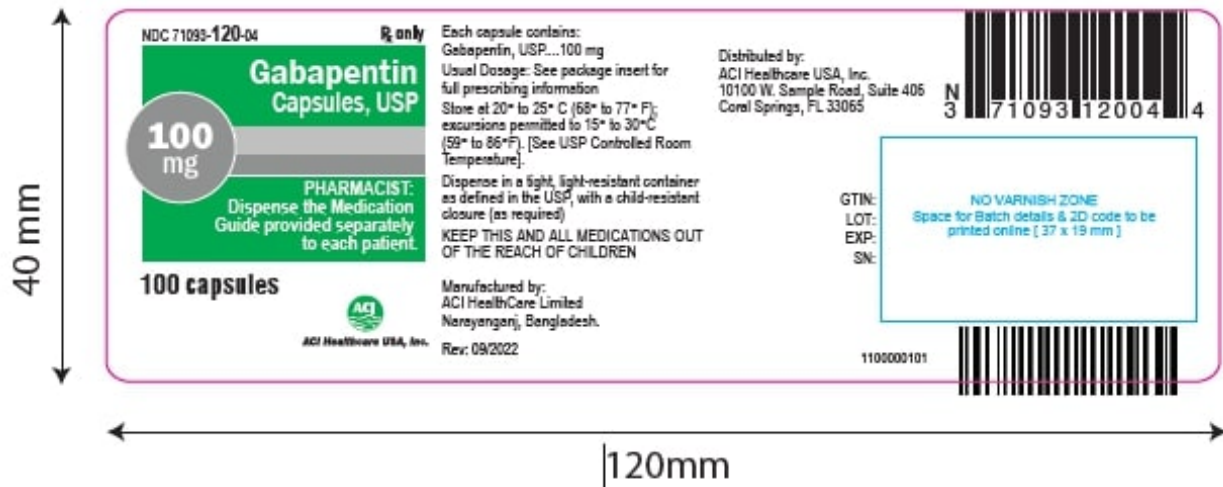 NDC 71093-120-04 Rx only
Gabapentin
Capsules, USP
100
mg
PHARMACIST:
Dispense the Medication
Guide provided separately
to each patient.
100 capsules
ACI
ACI Healthcare USA, Inc.
Each capsule contains:
Gabapentin, USP....100 mg
Usual Dosage: See package insert for
full prescribing information
Store at 20° to 25° C (68° to 77° F);
excursions permitted to 15° to 30°C
(59° to 86°F). [See USP Controlled Room
Temperature].
Dispense in a tight, light-resistant container
as defined in the USP, with a child-resistant
closure (as required)
KEEP THIS AND ALL MEDICATIONS OUT
OF THE REACH OF CHILDREN
Manufactured by:
ACI HealthCare Limited
Narayanganj, Bangladesh.
Rev: 09/2022
Distributed by:
ACI Healthcare USA, Inc.
10100 W. Sample Road, Suite 405
Coral Springs, FL 33065
N
3 71093 12004 4
GTIN:
LOT:
EXP:
SN:
NO VARNISH ZONE
Space for Batch details & 2D code to be
printed online [ 37 x 19 mm ]
1100000101
40 mm
120mm